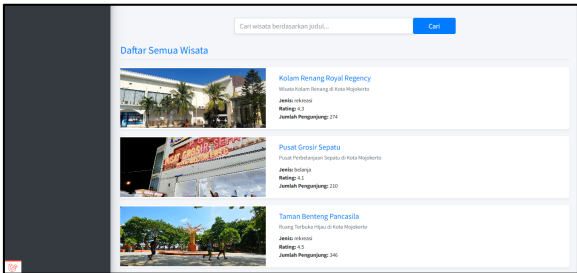 Cari wisata berdasarkan judul...
Cari
Daftar Semua Wisata
Kolam Renang Royal Regency
Wisata Kolam Renang di Kota Mojokerto
Jenis: rekreasi
Rating: 4.3
Jumlah Pengunjung: 274
PUSAT GROSIR SEPATU
Pusat Grosir Sepatu
Pusat Perbelanjaan Sepatu di Kota Mojokerto
Jenis: belanja
Rating: 4.1
Jumlah Pengunjung: 210
Taman Benteng Pancasila
Ruang Terbuka Hijau di Kota Mojokerto
Jenis: rekreasi
Rating: 4.5
Jumlah Pengunjung: 346